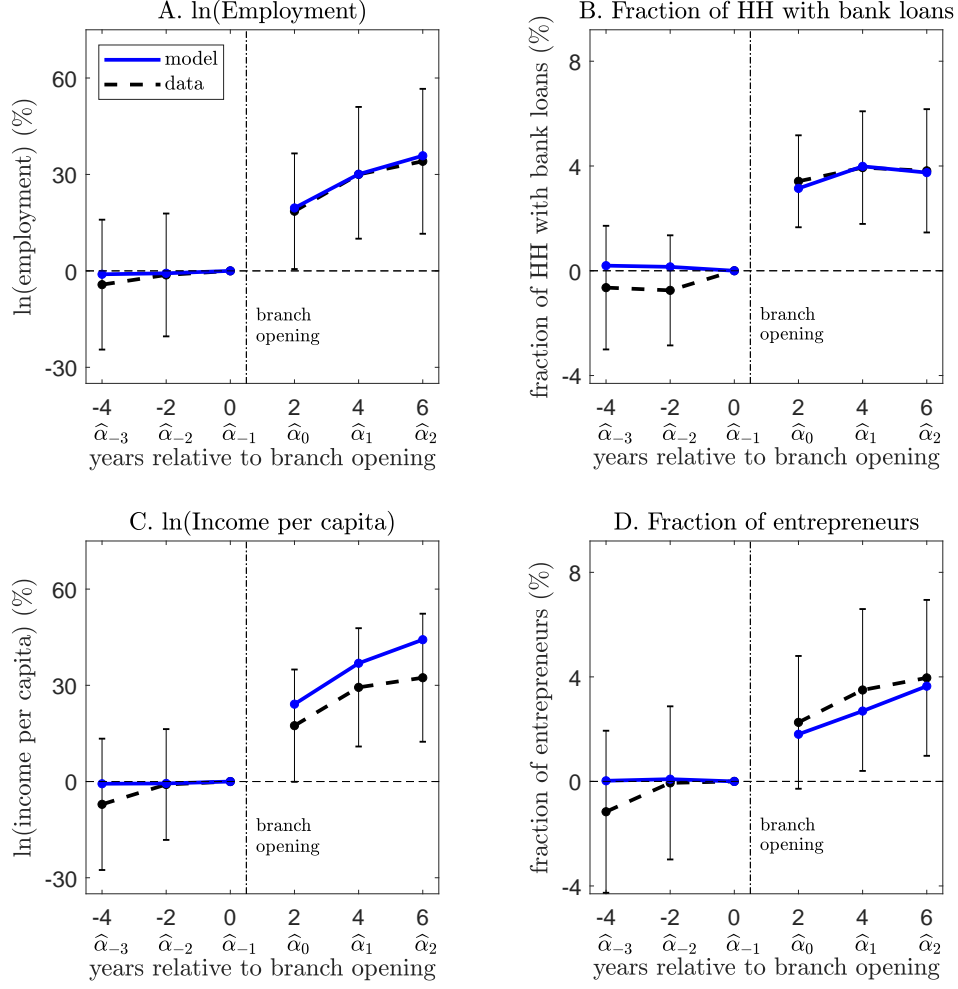 A. ln(Employment)
ln(employment) (%)
model
data
60
30
0
-30
branch
opening
-4 -2 0 2 4 6
α̂₋₃ α̂₋₂ α̂₋₁ α̂₀ α̂₁ α̂₂
years relative to branch opening
B. Fraction of HH with bank loans
fraction of HH with bank loans (%)
8
4
0
-4
branch
opening
-4 -2 0 2 4 6
α̂₋₃ α̂₋₂ α̂₋₁ α̂₀ α̂₁ α̂₂
years relative to branch opening
C. ln(Income per capita)
ln(income per capita) (%)
60
30
0
-30
branch
opening
-4 -2 0 2 4 6
α̂₋₃ α̂₋₂ α̂₋₁ α̂₀ α̂₁ α̂₂
years relative to branch opening
D. Fraction of entrepreneurs
fraction of entrepreneurs (%)
8
4
0
-4
branch
opening
-4 -2 0 2 4 6
α̂₋₃ α̂₋₂ α̂₋₁ α̂₀ α̂₁ α̂₂
years relative to branch opening